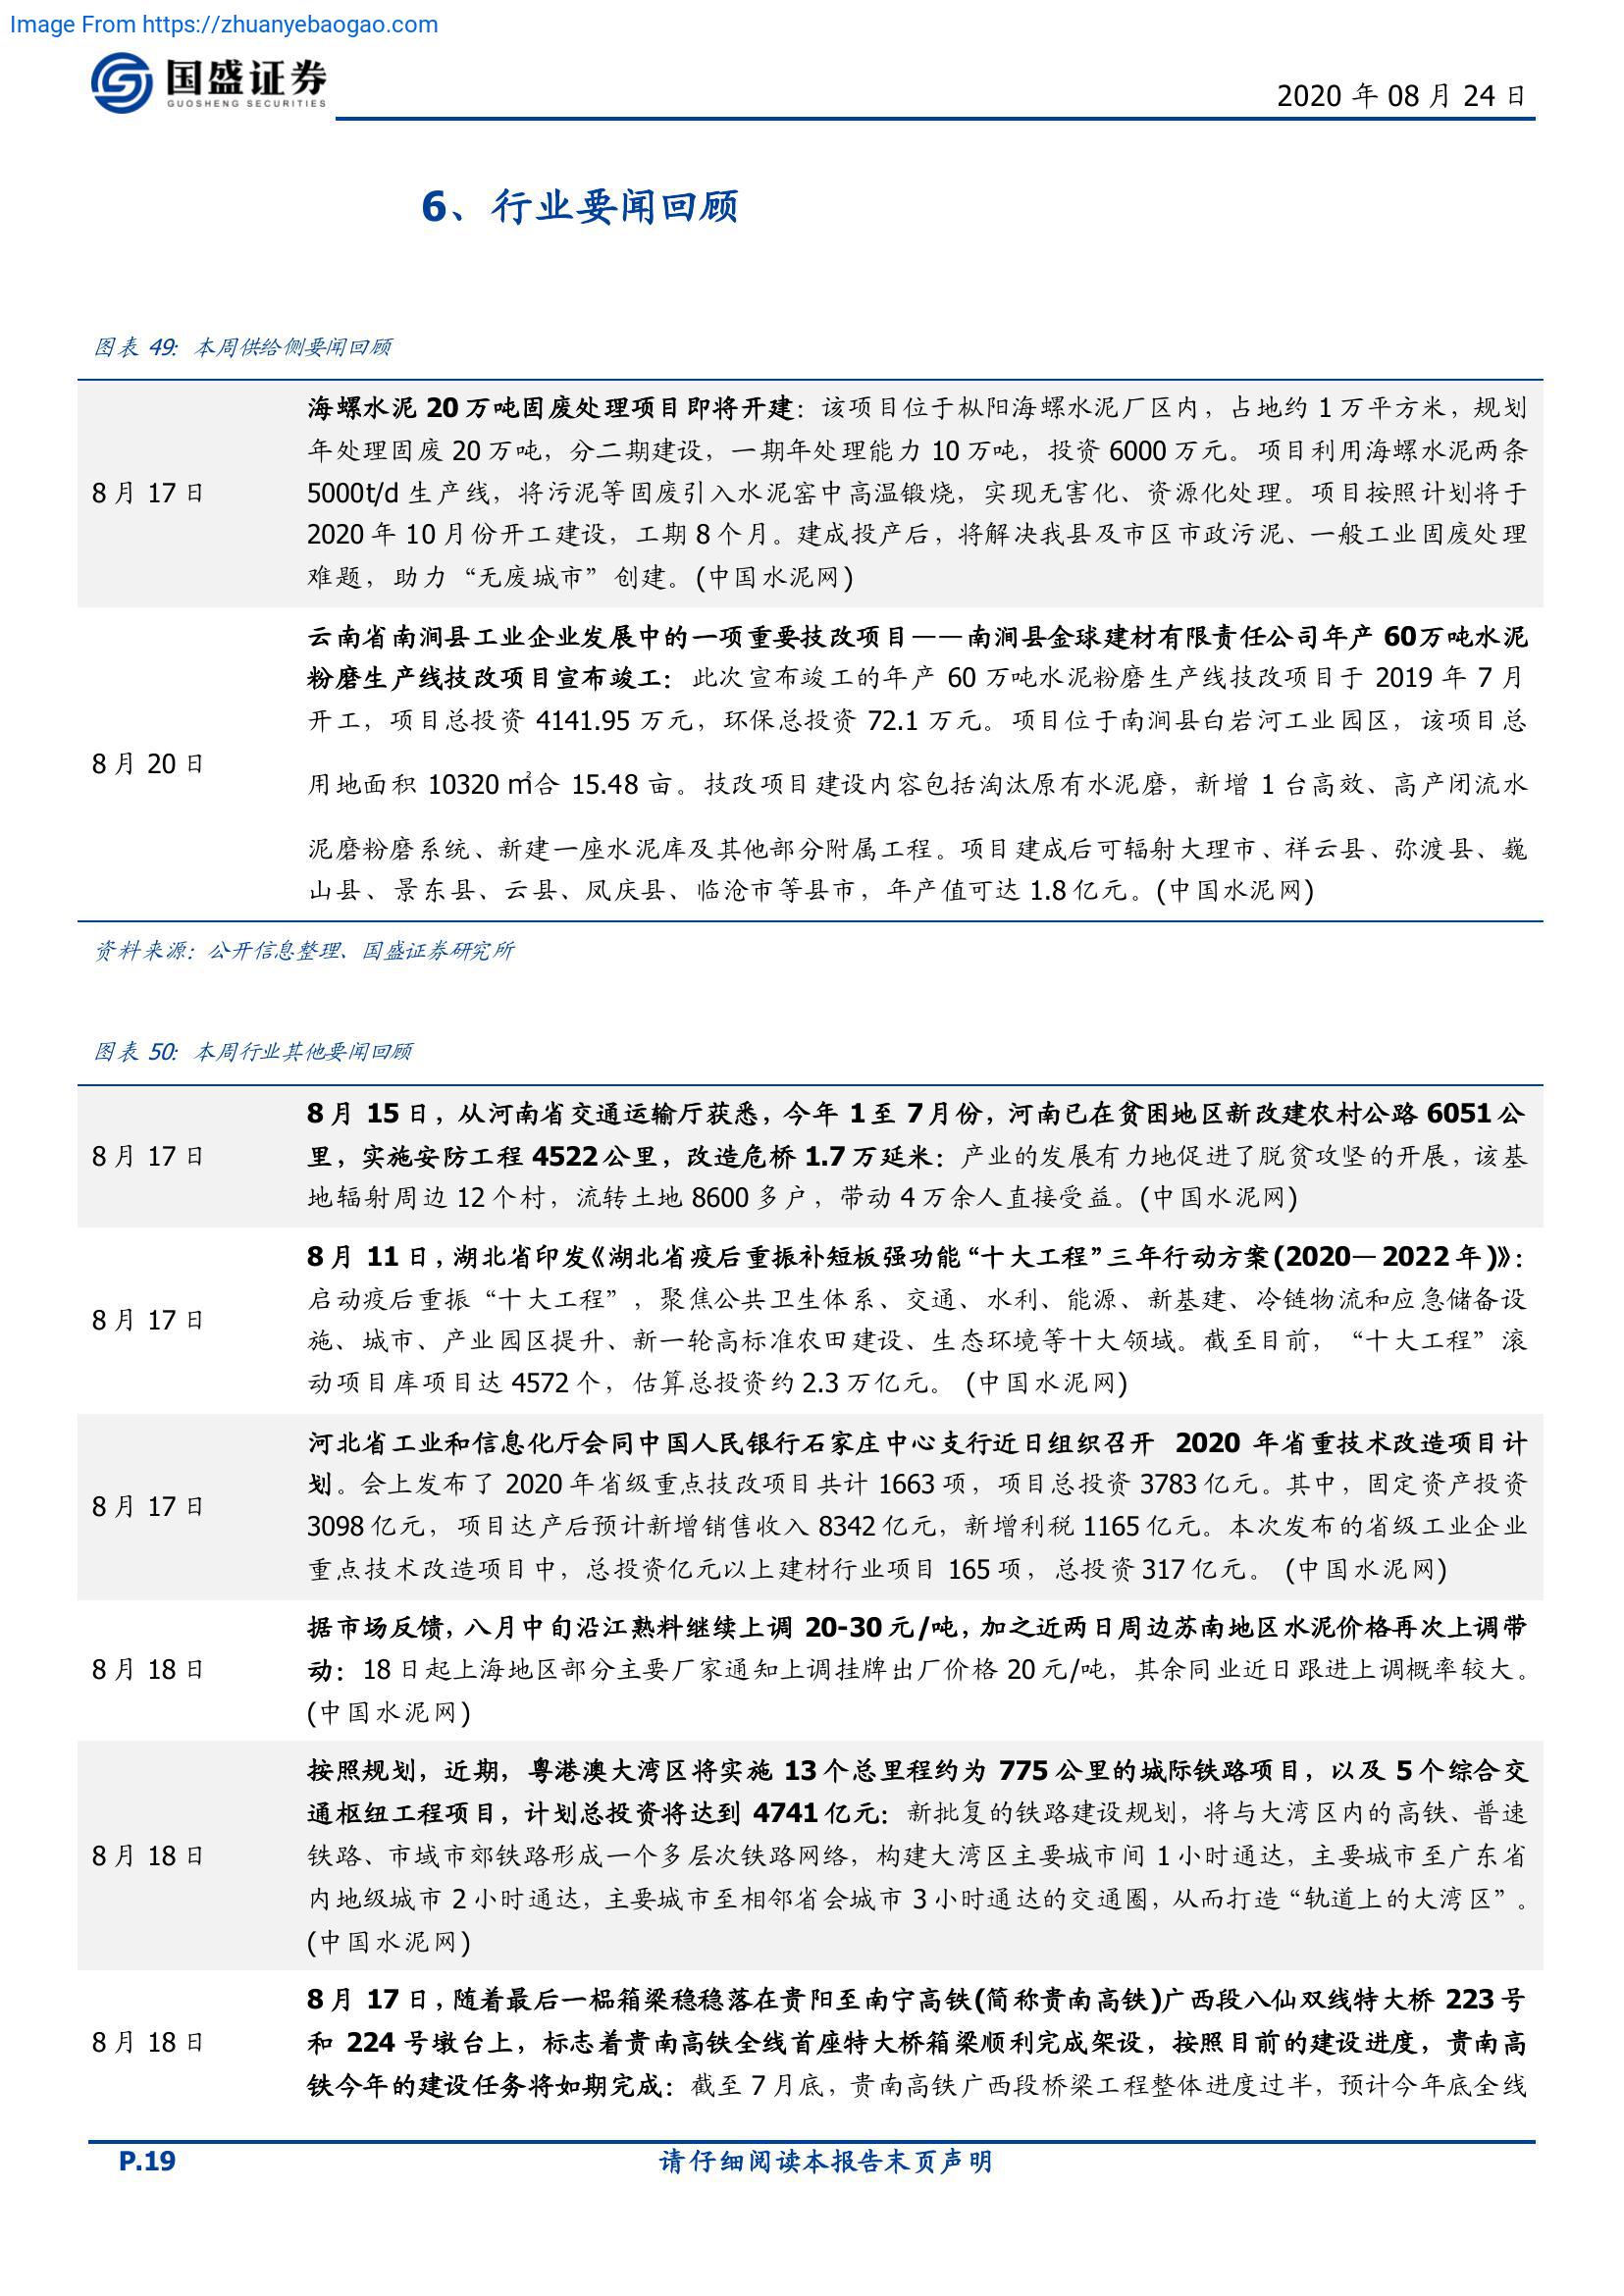 Image From https://zhuanyebaogao.com
国盛证券
GUOSHENG SECURITIES
2020 年 08 月 24 日
6、行业要闻回顾
图表 49: 本周供给侧要闻回顾
8 月 17 日
海螺水泥 20 万吨固废处理项目即将开建：该项目位于枞阳海螺水泥厂区内，占地约 1 万平方米，规划
年处理固废 20 万吨，分二期建设，一期年处理能力 10 万吨，投资 6000 万元。项目利用海螺水泥两条
5000t/d 生产线，将污泥等固废引入水泥窑中高温锻烧，实现无害化、资源化处理。项目按照计划将于
2020 年 10 月份开工建设，工期 8 个月。建成投产后，将解决我县及市区市政污泥、一般工业固废处理
难题，助力“无废城市”创建。(中国水泥网)
8 月 20 日
云南省南涧县工业企业发展中的一项重要技改项目——南涧县金球建材有限责任公司年产 60万吨水泥
粉磨生产线技改项目宣布竣工：此次宣布竣工的年产 60 万吨水泥粉磨生产线技改项目于 2019 年 7 月
开工，项目总投资 4141.95 万元，环保总投资 72.1 万元。项目位于南涧县白岩河工业园区，该项目总
用地面积 10320 ㎡合 15.48 亩。技改项目建设内容包括淘汰原有水泥磨，新增 1 台高效、高产闭流水
泥磨粉磨系统、新建一座水泥库及其他部分附属工程。项目建成后可辐射大理市、祥云县、弥渡县、巍
山县、景东县、云县、凤庆县、临沧市等县市，年产值可达 1.8 亿元。(中国水泥网)
资料来源：公开信息整理、国盛证券研究所
图表 50: 本周行业其他要闻回顾
8 月 17 日
8 月 15 日，从河南省交通运输厅获悉，今年 1 至 7 月份，河南已在贫困地区新改建农村公路 6051 公
里，实施安防工程 4522 公里，改造危桥 1.7 万延米：产业的发展有力地促进了脱贫攻坚的开展，该基
地辐射周边 12 个村，流转土地 8600 多户，带动 4 万余人直接受益。(中国水泥网)
8 月 17 日
8 月 11 日，湖北省印发《湖北省疫后重振补短板强功能“十大工程”三年行动方案(2020—2022 年)》：
启动疫后重振“十大工程”，聚焦公共卫生体系、交通、水利、能源、新基建、冷链物流和应急储备设
施、城市、产业园区提升、新一轮高标准农田建设、生态环境等十大领域。截至目前，“十大工程”滚
动项目库项目达 4572 个，估算总投资约 2.3 万亿元。 (中国水泥网)
8 月 17 日
河北省工业和信息化厅会同中国人民银行石家庄中心支行近日组织召开 2020 年省重技术改造项目计
划。会上发布了 2020 年省级重点技改项目共计 1663 项，项目总投资 3783 亿元。其中，固定资产投资
3098 亿元，项目达产后预计新增销售收入 8342 亿元，新增利税 1165 亿元。本次发布的省级工业企业
重点技术改造项目中，总投资亿元以上建材行业项目 165 项，总投资 317 亿元。 (中国水泥网)
8 月 18 日
据市场反馈，八月中旬沿江熟料继续上调 20-30 元/吨，加之近两日周边苏南地区水泥价格再次上调带
动：18 日起上海地区部分主要厂家通知上调挂牌出厂价格 20 元/吨，其余同业近日跟进上调概率较大。
(中国水泥网)
8 月 18 日
按照规划，近期，粤港澳大湾区将实施 13 个总里程约为 775 公里的城际铁路项目，以及 5 个综合交
通枢纽工程项目，计划总投资将达到 4741 亿元：新批复的铁路建设规划，将与大湾区内的高铁、普速
铁路、市域市郊铁路形成一个多层次铁路网络，构建大湾区主要城市间 1 小时通达，主要城市至广东省
内地级城市 2 小时通达，主要城市至相邻省会城市 3 小时通达的交通圈，从而打造“轨道上的大湾区”。
(中国水泥网)
8 月 18 日
8 月 17 日，随着最后一榀箱梁稳稳落在贵阳至南宁高铁(简称贵南高铁)广西段八仙双线特大桥 223 号
和 224 号墩台上，标志着贵南高铁全线首座特大桥箱梁顺利完成架设，按照目前的建设进度，贵南高
铁今年的建设任务将如期完成：截至 7 月底，贵南高铁广西段桥梁工程整体进度过半，预计今年底全线
P.19
请仔细阅读本报告末页声明